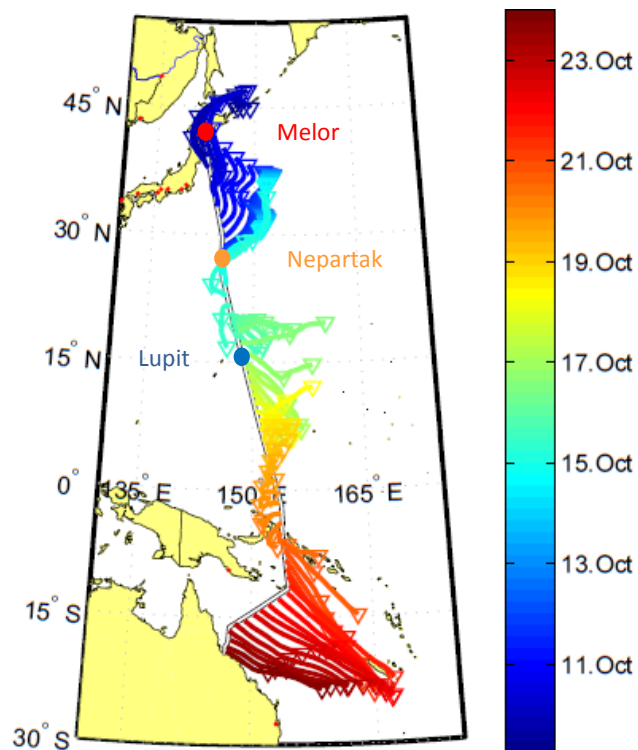 45° N
Melor
30° N
Nepartak
15° N
Lupit
0°
135° E
150° E
165° E
15° S
30° S
23.Oct
21.Oct
19.Oct
17.Oct
15.Oct
13.Oct
11.Oct